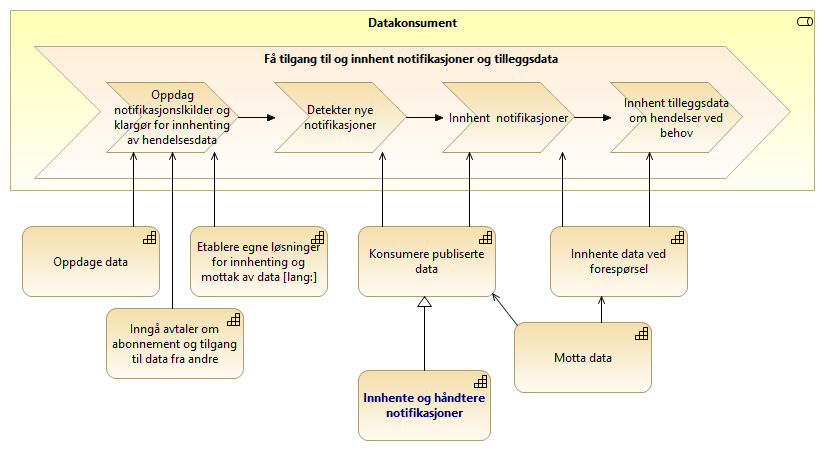 Datakonsument
Få tilgang til og innhent notifikasjoner og tilleggsdata
Oppdag
notifikasjonslkilder og
klargjør for innhenting
av hendelsesdata
Detekter nye
notifikasjoner
Innhent notifikasjoner
Innhent tilleggsdata
om hendelser ved
behov
Oppdage data
Etablere egne løsninger
for innhenting og
mottak av data [lang:]
Konsumere publiserte
data
Innhente data ved
forespørsel
Inngå avtaler om
abonnement og tilgang
til data fra andre
Motta data
Innhente og håndtere
notifikasjoner